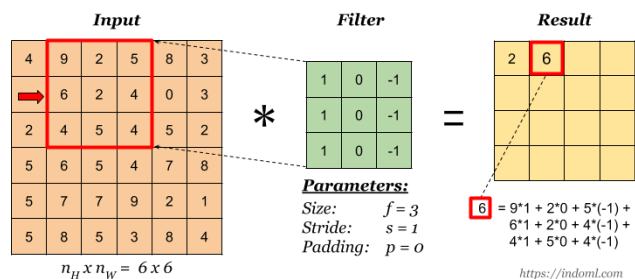 Input Filter Result
4 9 2 5 8 3
6 2 4 0 3
2 4 5 4 5 2
5 6 5 4 7 8
5 7 7 9 2 1
5 8 5 3 8 4
n_H x n_W = 6 x 6
*
1 0 -1
1 0 -1
1 0 -1
Parameters:
Size: f = 3
Stride: s = 1
Padding: p = 0
=
2 6
6 = 9*1 + 2*0 + 5*(-1) +
6*1 + 2*0 + 4*(-1) +
4*1 + 5*0 + 4*(-1)
https://indoml.com